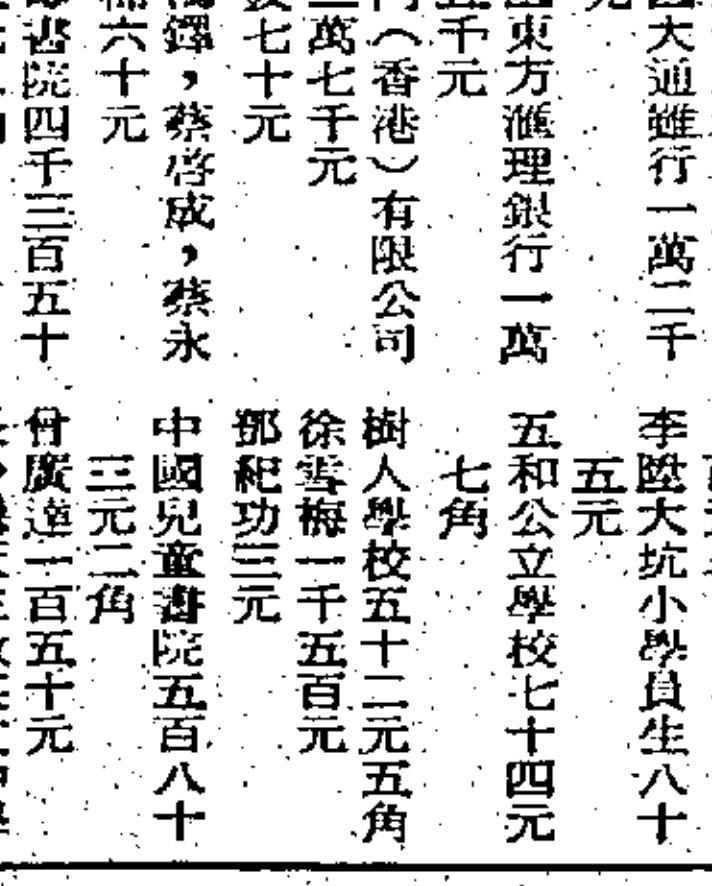 大通銀行一萬二千
東方滙理銀行一萬
五千元
(香港)有限公司
萬七千元
七十元
鐸,蔡啓成,蔡永
六十元
書院四千三百五十
李陞大坑小學員生八十
五元
五和公立學校七十四元
七角
樹人學校五十二元五角
徐雪梅一千五百元
鄧紀功三元
中國兒童書院五百八十
三元二角
曾廣達一百五十元